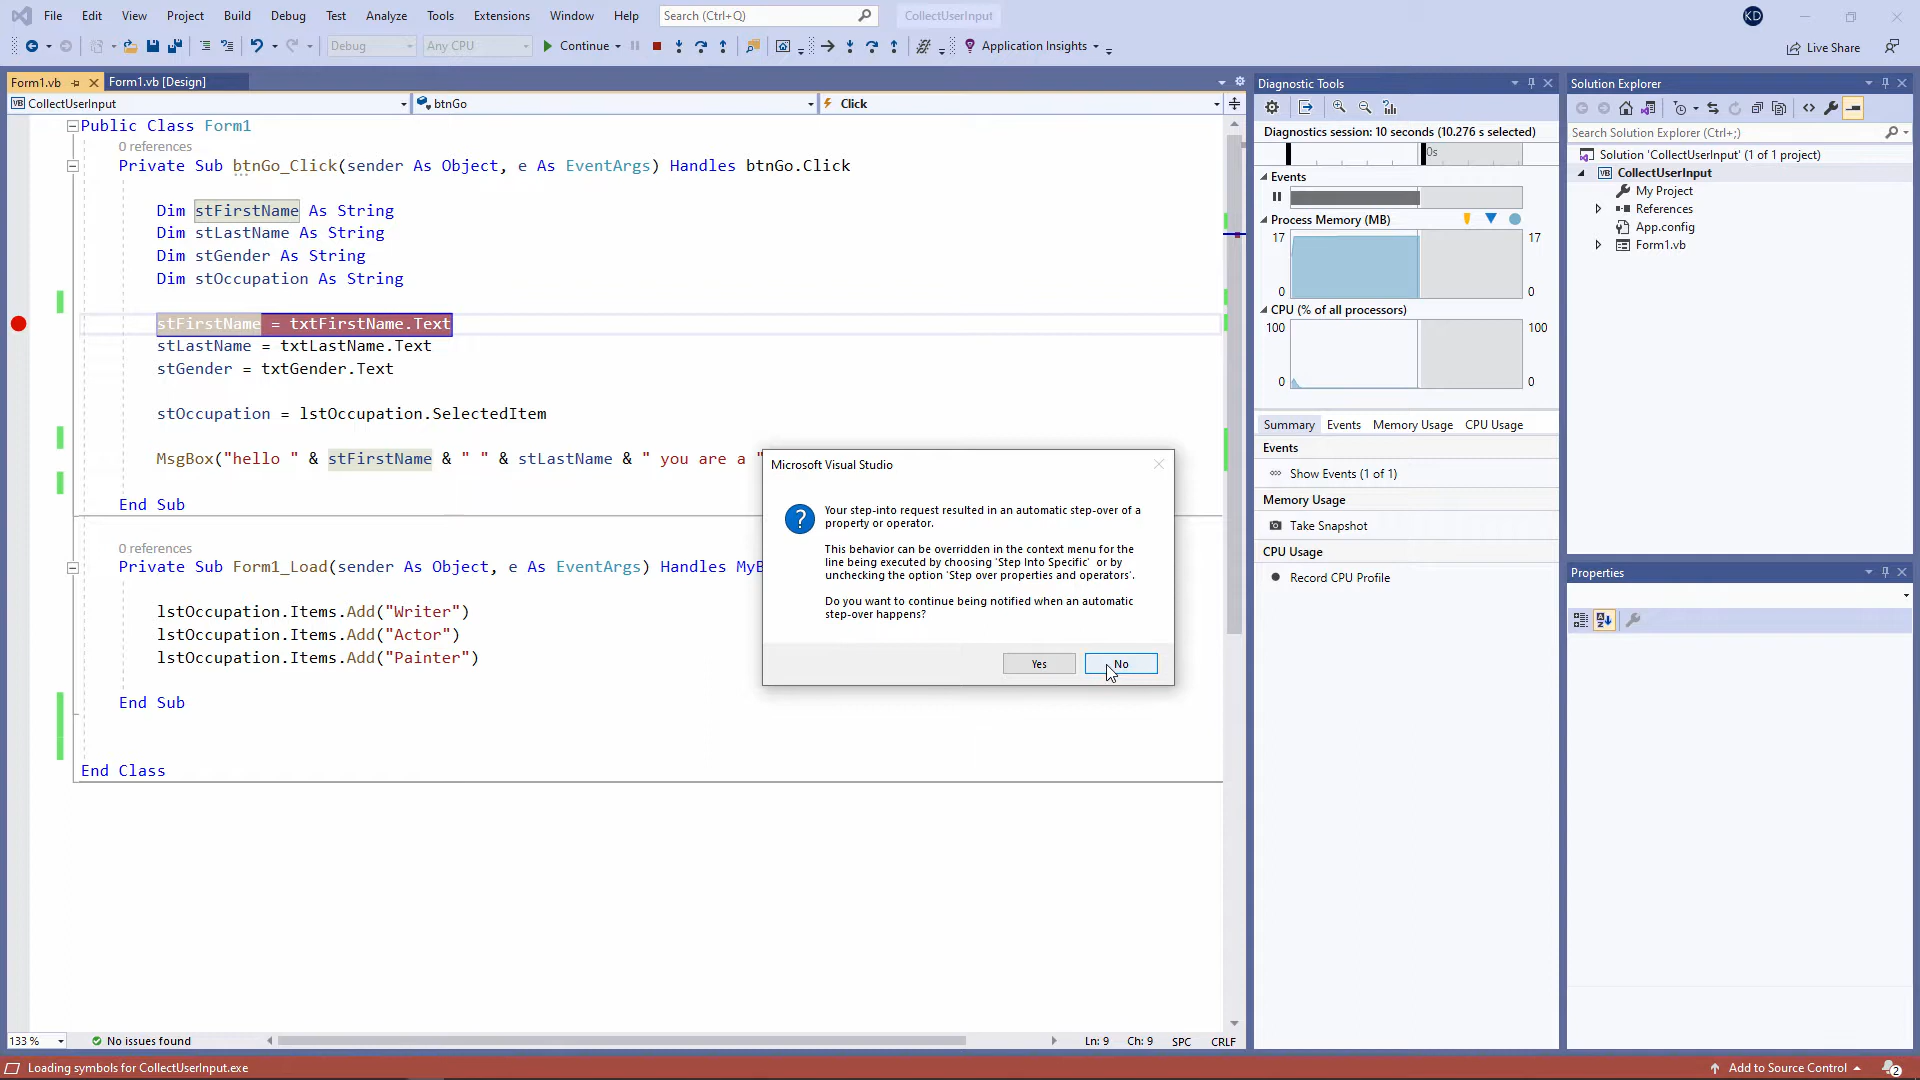 File Edit View Project Build Debug Test Analyze Tools Extensions Window Help Search (Ctrl+Q) CollectUserInput KD
Debug Any CPU Continue Application Insights Live Share
Form1.vb Form1.vb [Design]
CollectUserInput btnGo Click
Public Class Form1
0 references
Private Sub btnGo_Click(sender As Object, e As EventArgs) Handles btnGo.Click
Dim stFirstName As String
Dim stLastName As String
Dim stGender As String
Dim stOccupation As String
stFirstName = txtFirstName.Text
stLastName = txtLastName.Text
stGender = txtGender.Text
stOccupation = lstOccupation.SelectedItem
MsgBox("hello " & stFirstName & " " & stLastName & " you are a "
End Sub
0 references
Private Sub Form1_Load(sender As Object, e As EventArgs) Handles MyB
lstOccupation.Items.Add("Writer")
lstOccupation.Items.Add("Actor")
lstOccupation.Items.Add("Painter")
End Sub
End Class
Microsoft Visual Studio
Your step-into request resulted in an automatic step-over of a
property or operator.
This behavior can be overridden in the context menu for the
line being executed by choosing 'Step Into Specific' or by
unchecking the option 'Step over properties and operators'.
Do you want to continue being notified when an automatic
step-over happens?
Yes No
Diagnostic Tools
Diagnostics session: 10 seconds (10.276 s selected)
0s
Events
Process Memory (MB)
17 17
0 0
CPU (% of all processors)
100 100
0 0
Summary Events Memory Usage CPU Usage
Events
Show Events (1 of 1)
Memory Usage
Take Snapshot
CPU Usage
Record CPU Profile
Solution Explorer
Search Solution Explorer (Ctrl+;)
Solution 'CollectUserInput' (1 of 1 project)
VB CollectUserInput
My Project
References
App.config
Form1.vb
Properties
133 % No issues found Ln: 9 Ch: 9 SPC CRLF
Loading symbols for CollectUserInput.exe Add to Source Control 2